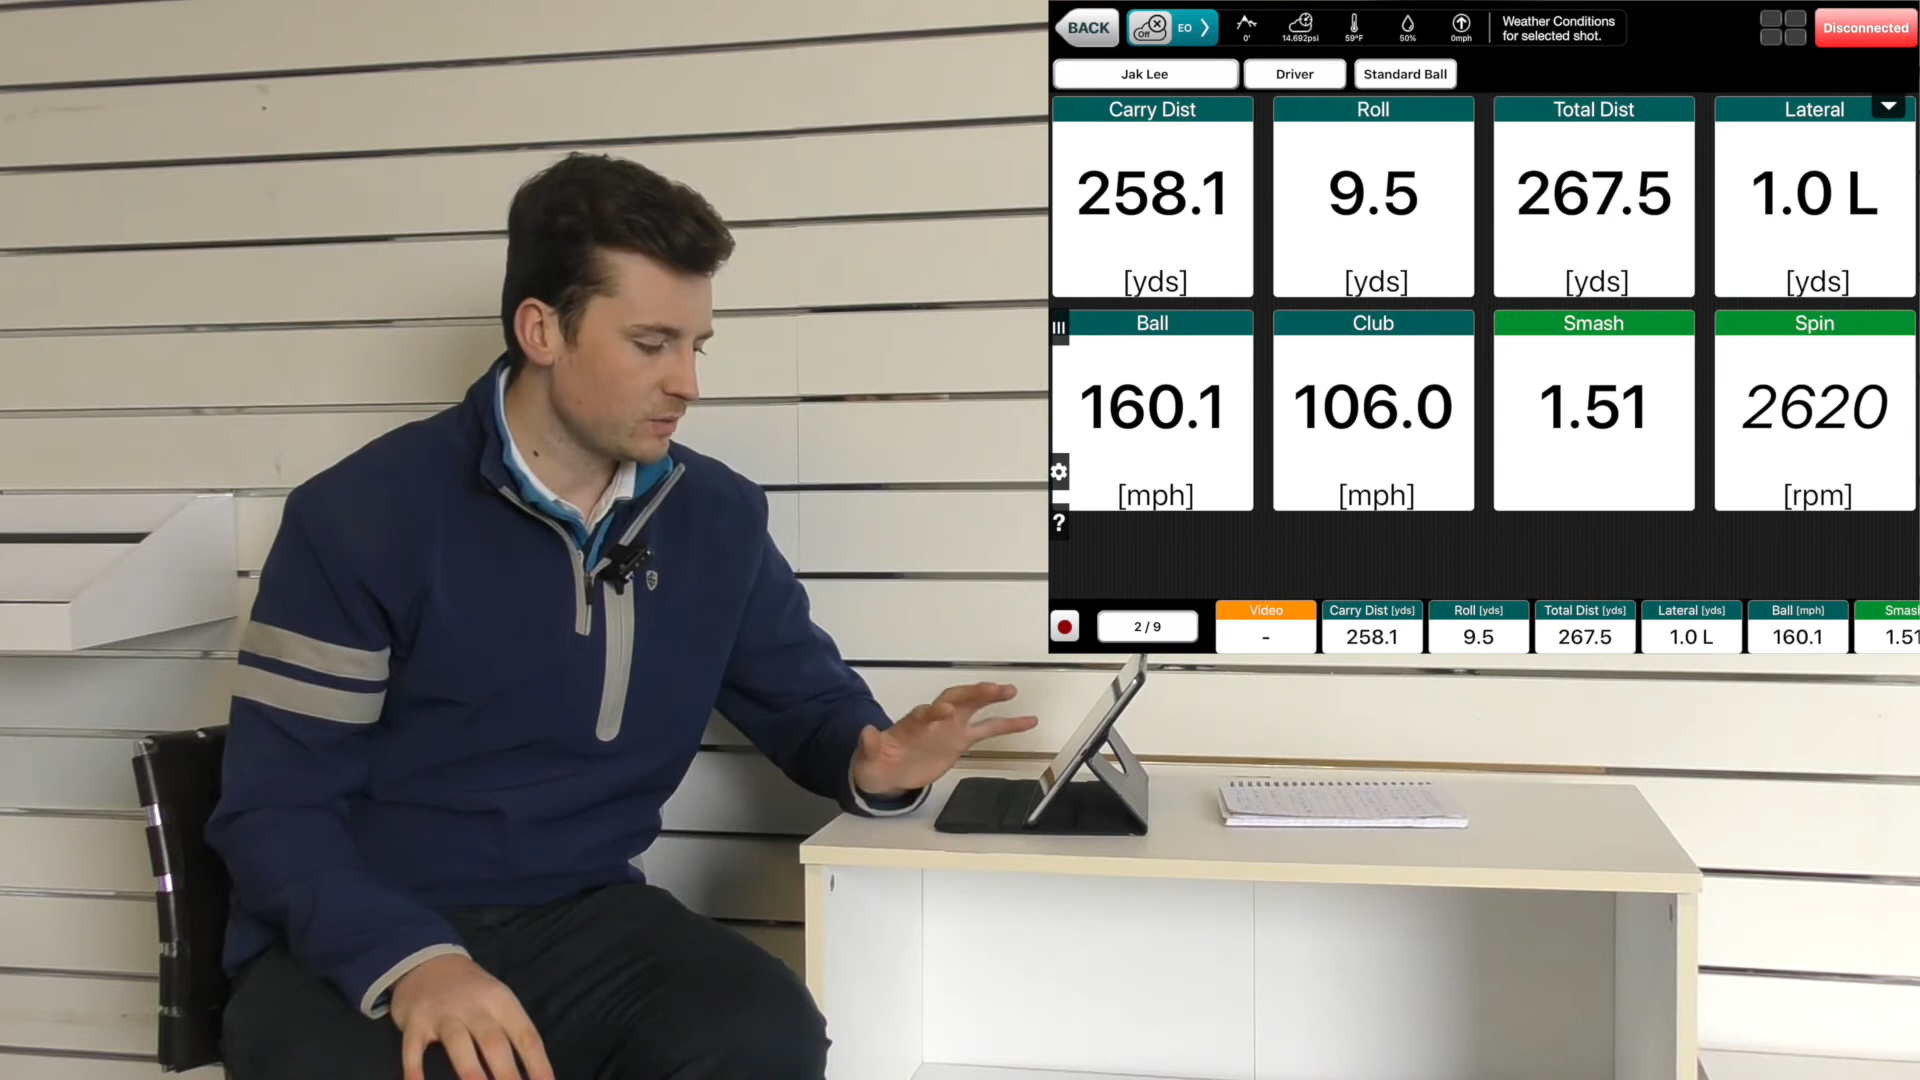 BACK
Off
EO
0'
14.692psi
59°F
50%
0mph
Weather Conditions
for selected shot.
Disconnected
Jak Lee
Driver
Standard Ball
Carry Dist
Roll
Total Dist
Lateral
258.1
9.5
267.5
1.0 L
[yds]
[yds]
[yds]
[yds]
Ball
Club
Smash
Spin
160.1
106.0
1.51
2620
[mph]
[mph]
[rpm]
?
2 / 9
Video
Carry Dist [yds]
Roll [yds]
Total Dist [yds]
Lateral [yds]
Ball [mph]
Smash
-
258.1
9.5
267.5
1.0 L
160.1
1.51